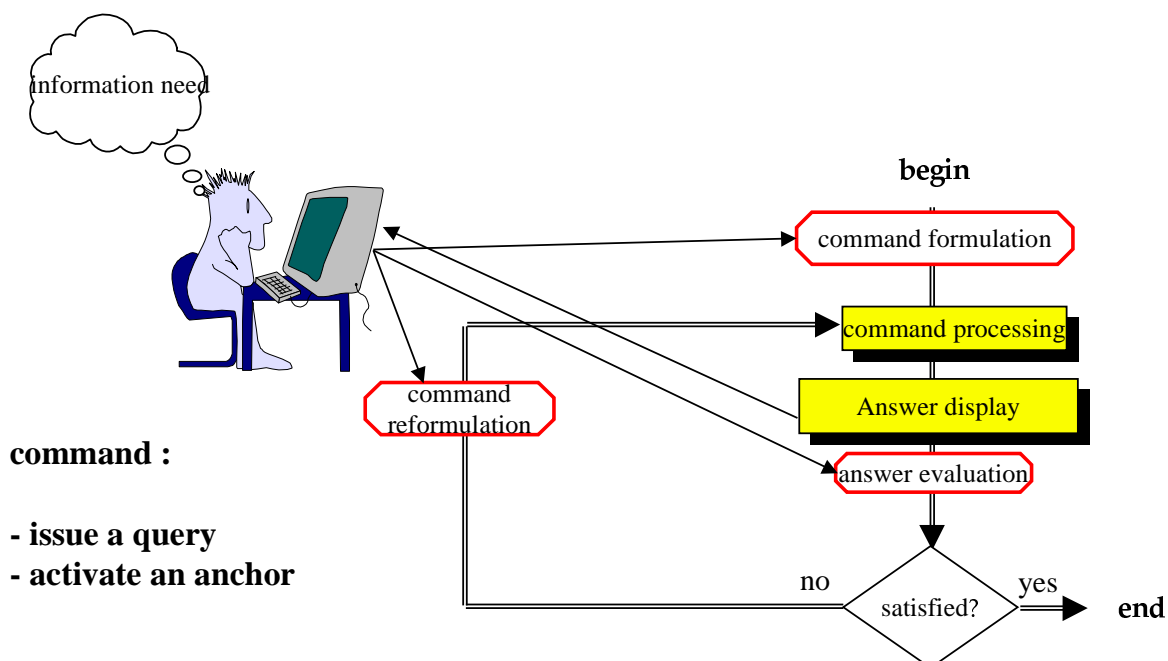 information need
begin
command formulation
command processing
command
reformulation
Answer display
answer evaluation
command :
- issue a query
- activate an anchor
no
yes
satisfied?
end